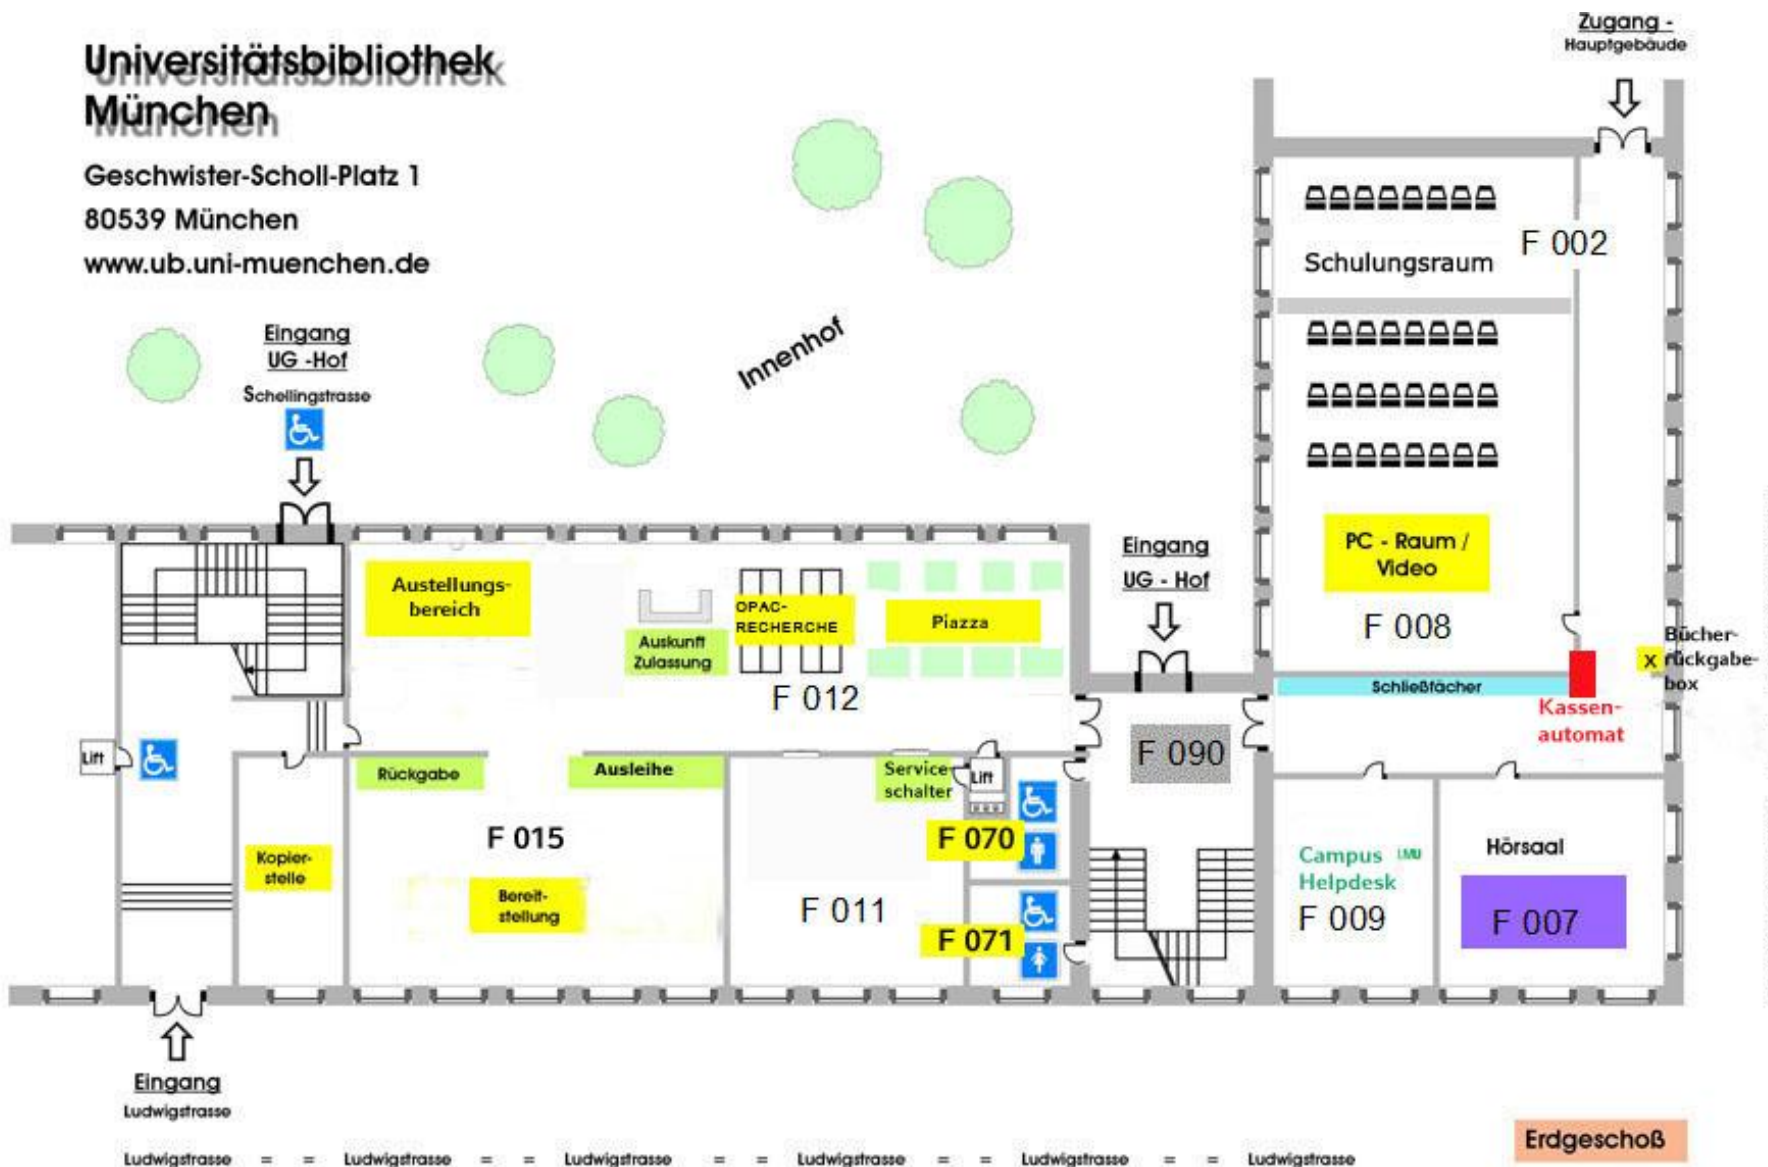 Universitätsbibliothek
München
Geschwister-Scholl-Platz 1
80539 München
www.ub.uni-muenchen.de
Zugang -
Hauptgebäude
Schulungsraum
F 002
Innenhof
Eingang
UG -Hof
Schellingstrasse
Eingang
UG - Hof
PC - Raum /
Video
F 008
Austellungs-
bereich
Auskunft
Zulassung
OPAC-
RECHERCHE
Piazza
F 012
X
Bücher-
rückgabe-
box
Schließfächer
Kassen-
automat
Lift
Rückgabe
Ausleihe
Service-
schalter
Lift
F 090
F 015
Kopier-
stelle
Bereit-
stellung
F 011
F 070
F 071
Campus LMU
Helpdesk
F 009
Hörsaal
F 007
Eingang
Ludwigstrasse
Ludwigstrasse = = Ludwigstrasse = = Ludwigstrasse = = Ludwigstrasse = = Ludwigstrasse = = Ludwigstrasse
Erdgeschoß